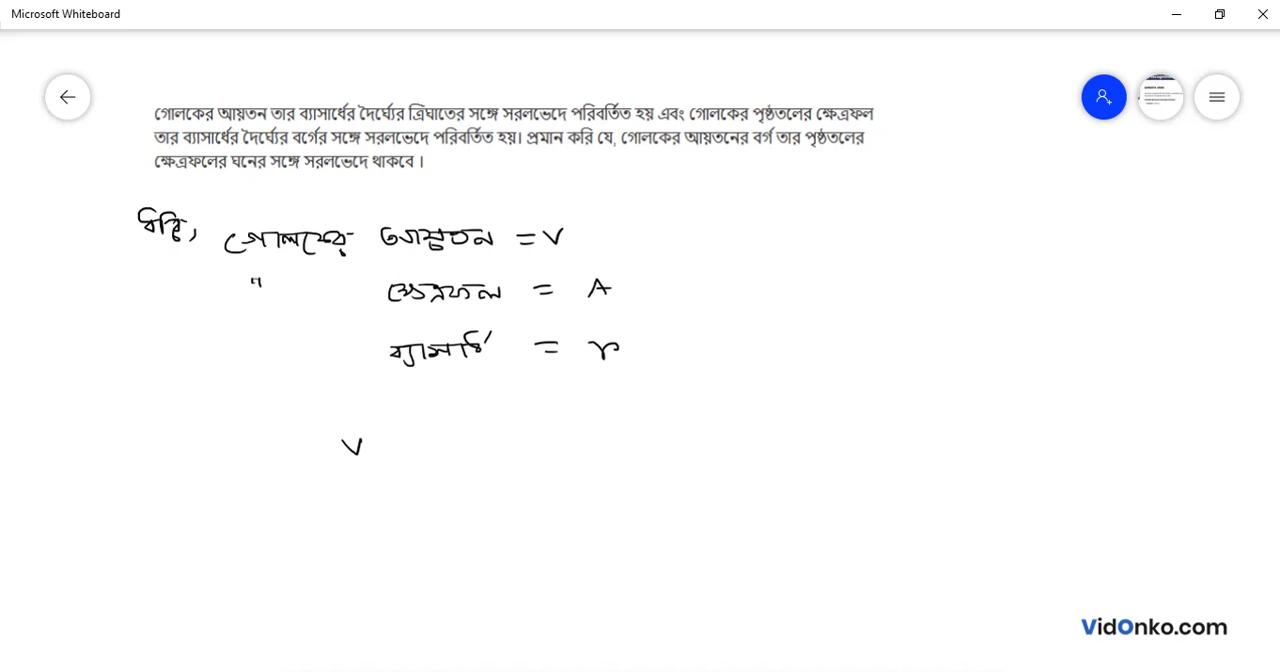 Microsoft Whiteboard
গোলকের আয়তন তার ব্যাসার্ধের দৈর্ঘ্যের ত্রিঘাতের সঙ্গে সরলভেদে পরিবর্তিত হয় এবং গোলকের পৃষ্ঠতলের ক্ষেত্রফল
তার ব্যাসার্ধের দৈর্ঘ্যের বর্গের সঙ্গে সরলভেদে পরিবর্তিত হয়। প্রমান করি যে, গোলকের আয়তনের বর্গ তার পৃষ্ঠতলের
ক্ষেত্রফলের ঘনের সঙ্গে সরলভেদে থাকবে ।
ধরি, গোলকের আয়তন = V
" ক্ষেত্রফল = A
ব্যাসার্ধ = r
V
VidOnko.com